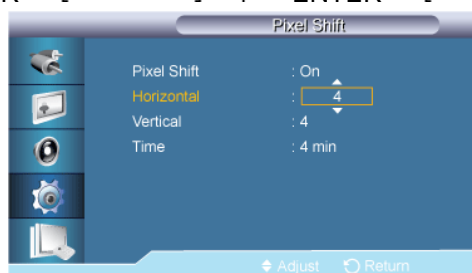 Pixel Shift
Pixel Shift : On
Horizontal : 4
Vertical : 4
Time : 4 min
Adjust Return